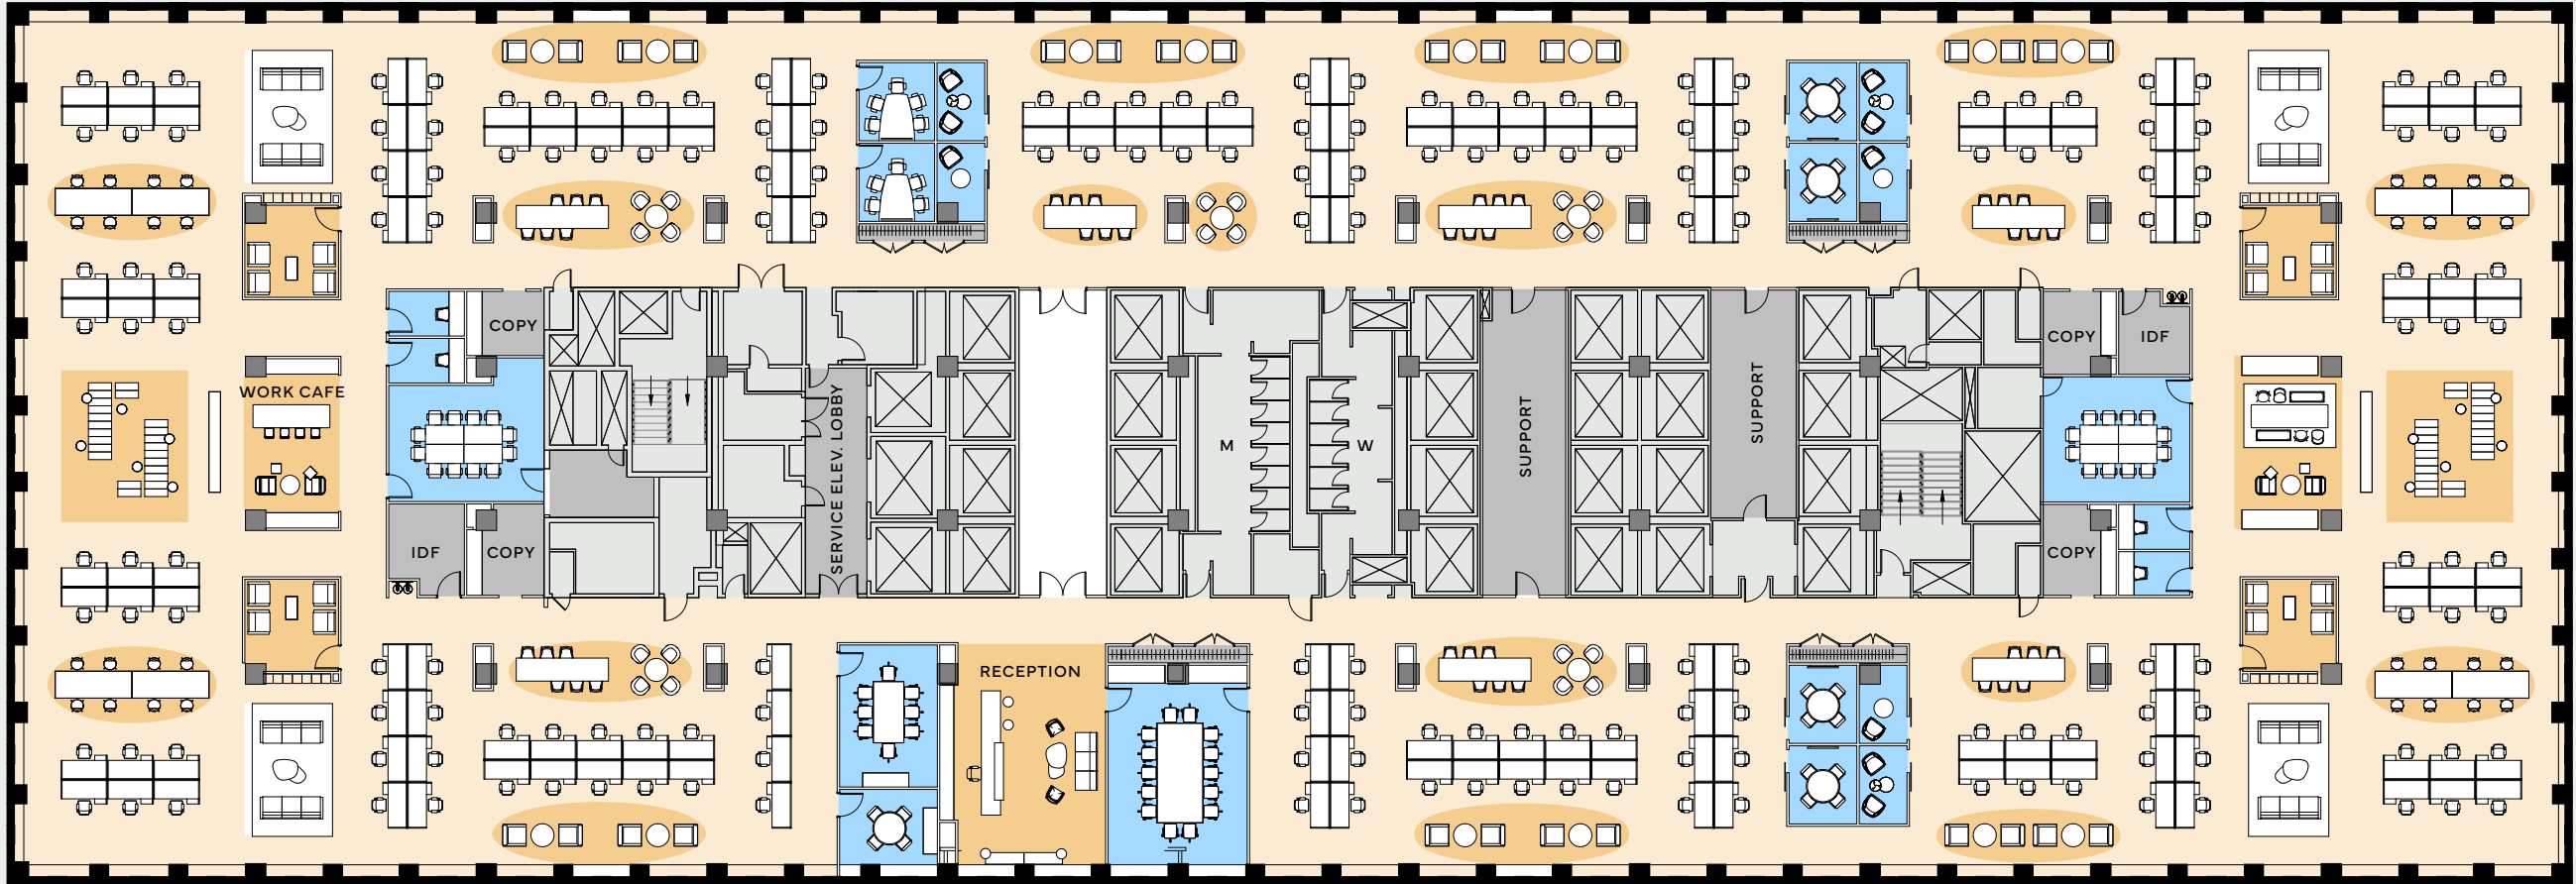 COPY
COPY
IDF
WORK CAFE
SERVICE ELEV. LOBBY
M
W
SUPPORT
SUPPORT
IDF
COPY
COPY
RECEPTION